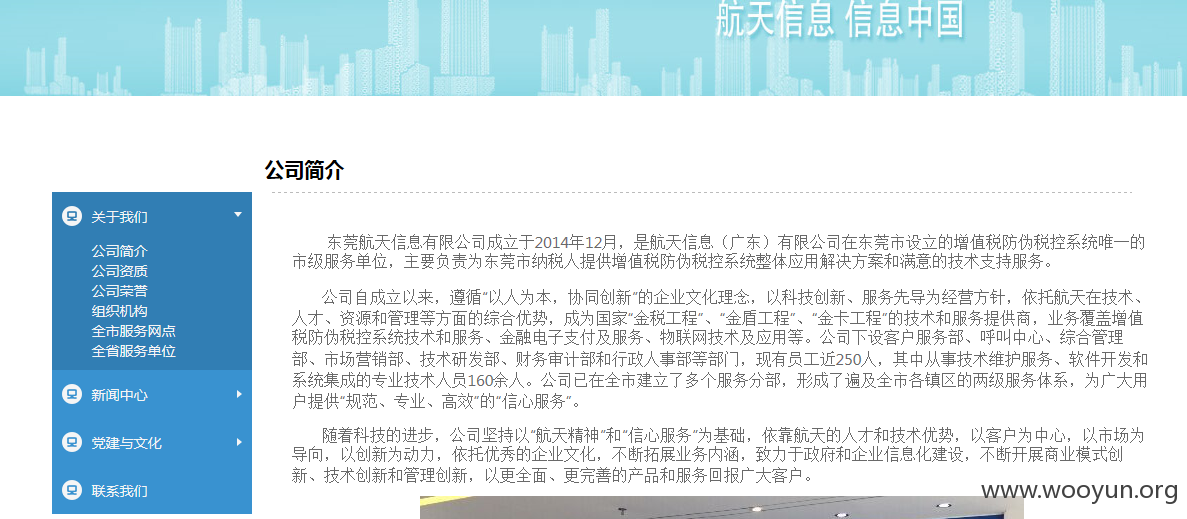 航天信息 信息中国
公司简介
关于我们
公司简介
公司资质
公司荣誉
组织机构
全市服务网点
全省服务单位
新闻中心
党建与文化
联系我们
东莞航天信息有限公司成立于2014年12月，是航天信息（广东）有限公司在东莞市设立的增值税防伪税控系统唯一的
市级服务单位，主要负责为东莞市纳税人提供增值税防伪税控系统整体应用解决方案和满意的技术支持服务。
公司自成立以来，遵循“以人为本，协同创新”的企业文化理念，以科技创新、服务先导为经营方针，依托航天在技术、
人才、资源和管理等方面的综合优势，成为国家“金税工程”、“金盾工程”、“金卡工程”的技术和服务提供商，业务覆盖增值
税防伪税控系统技术和服务、金融电子支付及服务、物联网技术及应用等。公司下设客户服务部、呼叫中心、综合管理
部、市场营销部、技术研发部、财务审计部和行政人事部等部门，现有员工近250人，其中从事技术维护服务、软件开发和
系统集成的专业技术人员160余人。公司已在全市建立了多个服务分部，形成了遍及全市各镇区的两级服务体系，为广大用
户提供“规范、专业、高效”的“信心服务”。
随着科技的进步，公司坚持以“航天精神”和“信心服务”为基础，依靠航天的人才和技术优势，以客户为中心，以市场为
导向，以创新为动力，依托优秀的企业文化，不断拓展业务内涵，致力于政府和企业信息化建设，不断开展商业模式创
新、技术创新和管理创新，以更全面、更完善的产品和服务回报广大客户。
www.wooyun.org